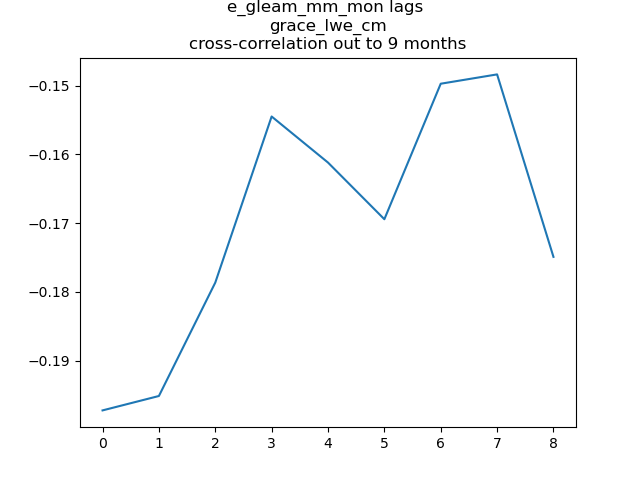 e_gleam_mm_mon lags
grace_lwe_cm
cross-correlation out to 9 months
−0.15
−0.16
−0.17
−0.18
−0.19
0 1 2 3 4 5 6 7 8